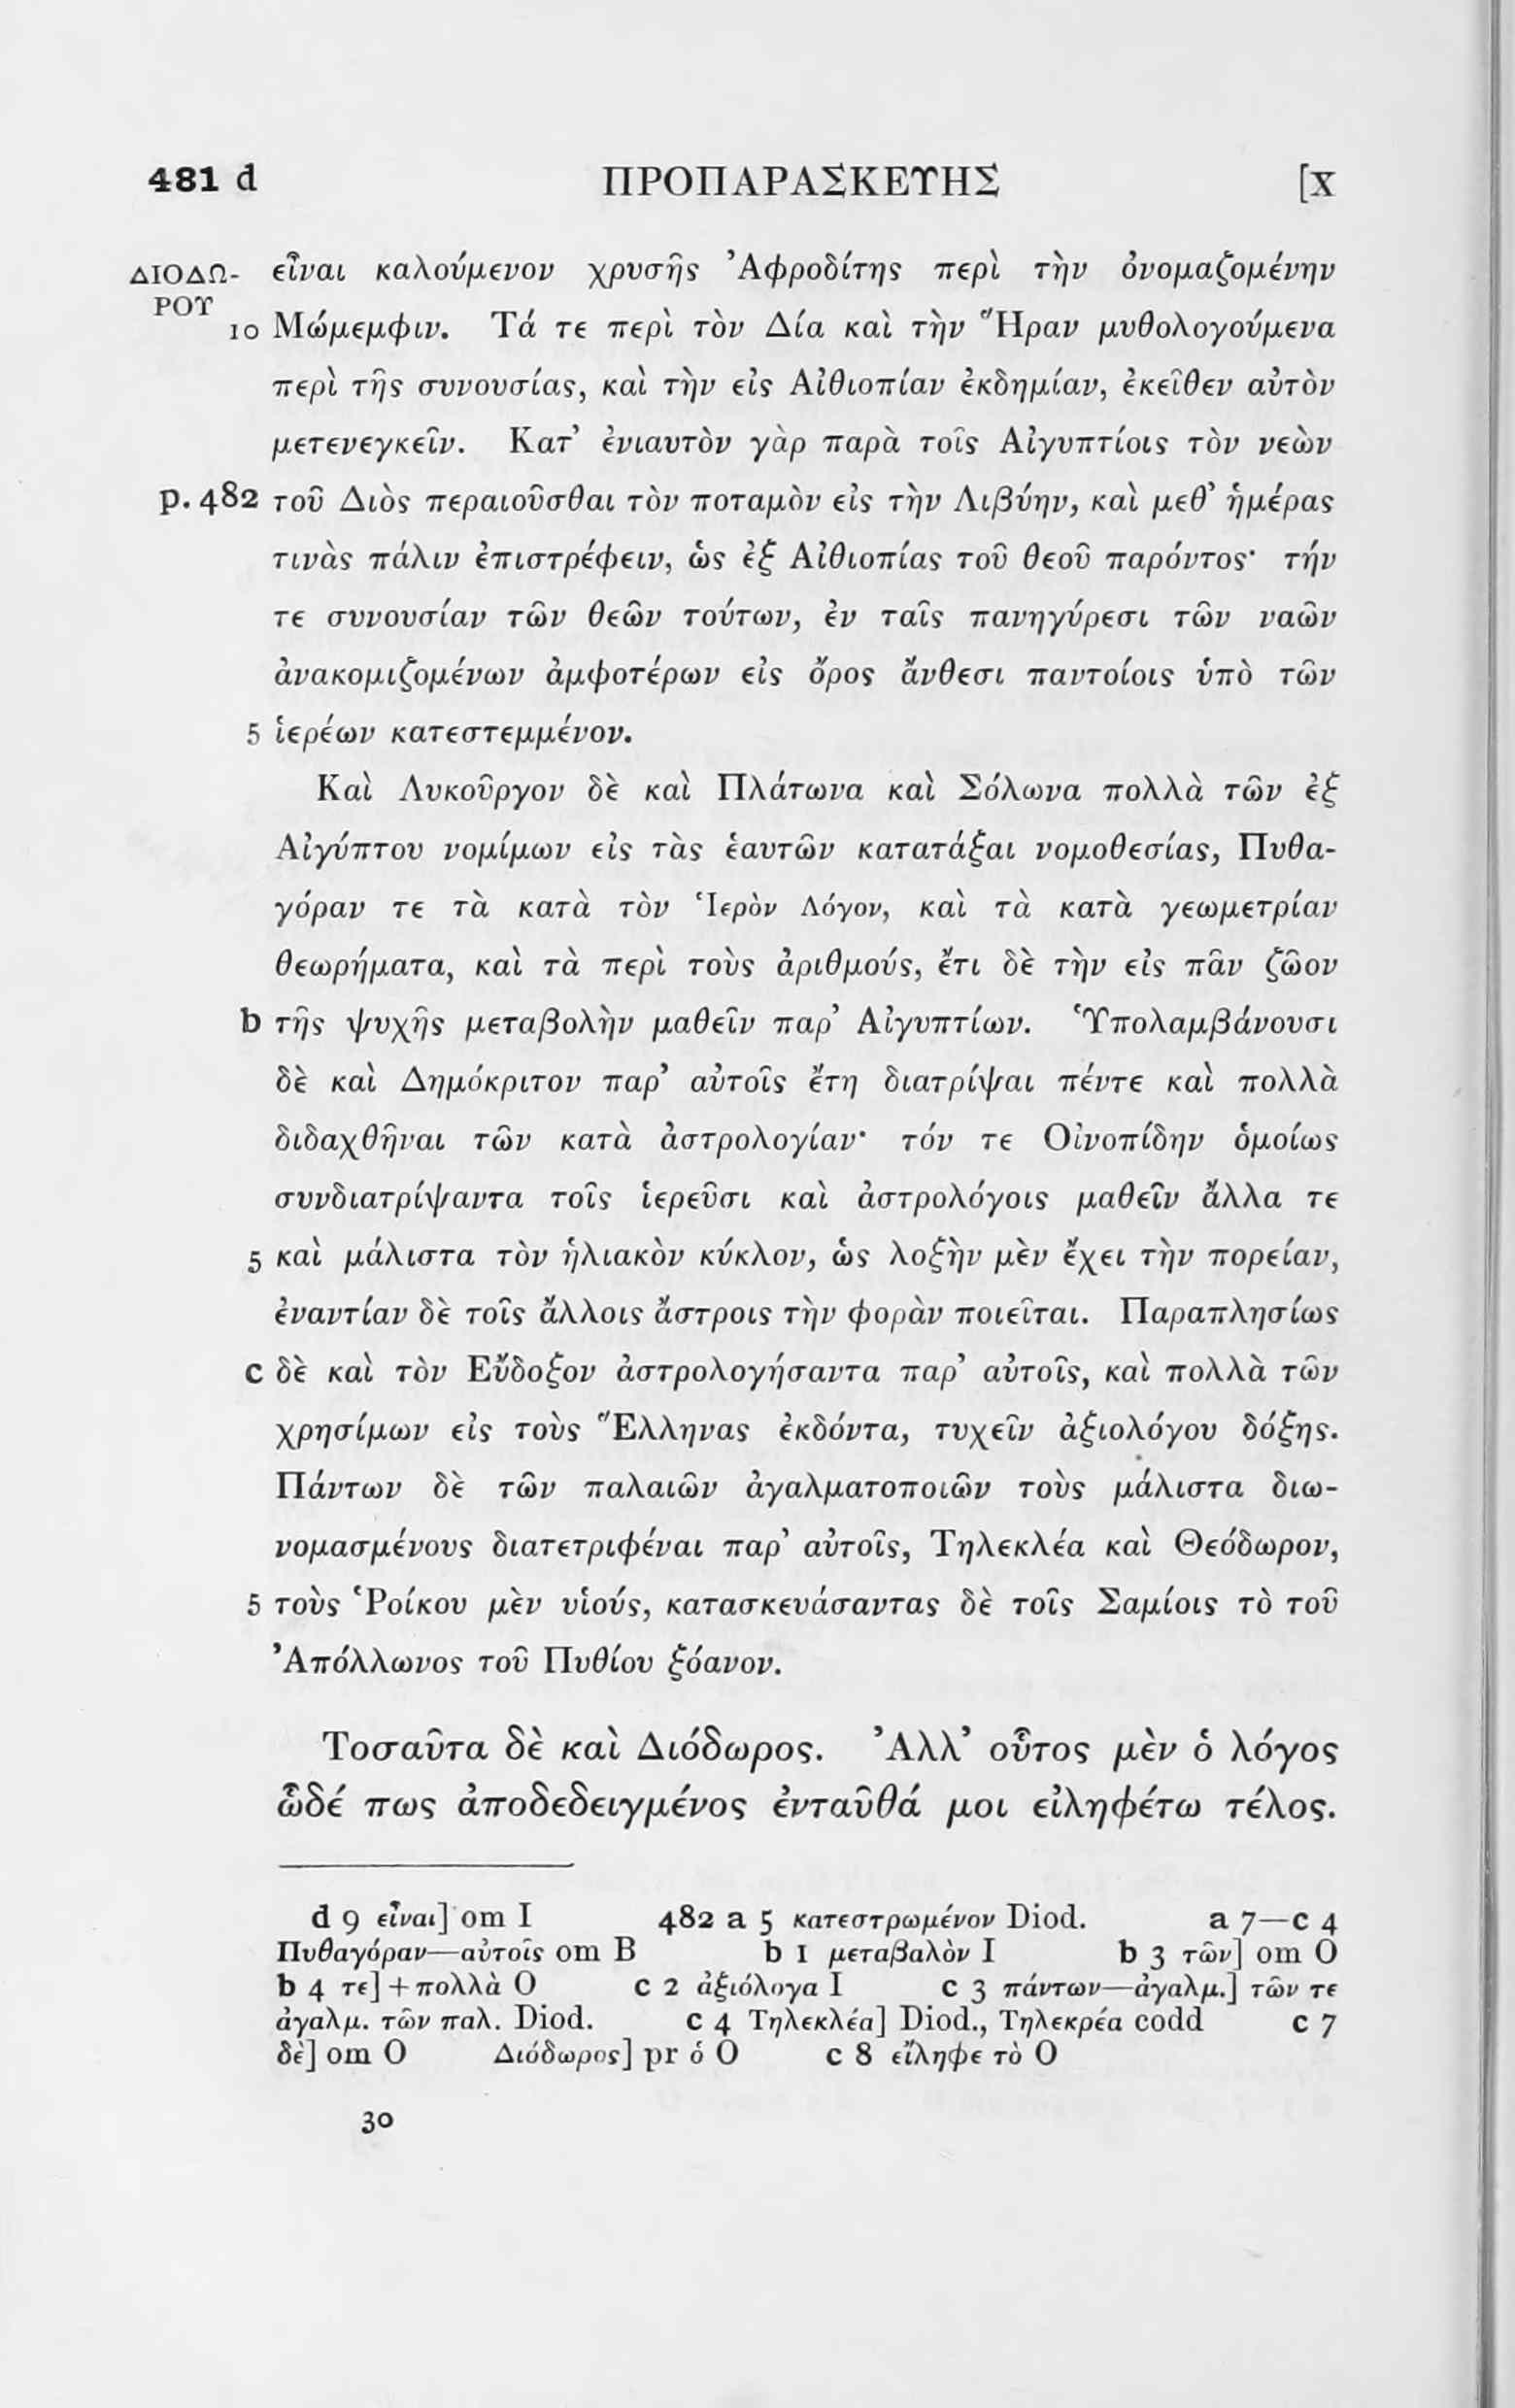 481 d ΠΡΟΠΑΡΑΣΚΕΥΗΣ [X
ΔΙΟΔΩ- εἶναι καλούμενον χρυσῆς Ἀφροδίτης περὶ τὴν ὀνομαζομένην
ΡΟΥ 10 Μώμεμφιν. Τά τε περὶ τὸν Δία καὶ τὴν Ἥραν μυθολογούμενα
περὶ τῆς συνουσίας, καὶ τὴν εἰς Αἰθιοπίαν ἐκδημίαν, ἐκεῖθεν αὐτὸν
μετενεγκεῖν. Κατ’ ἐνιαυτὸν γὰρ παρὰ τοῖς Αἰγυπτίοις τὸν νεὼν
p. 482 τοῦ Διὸς περαιοῦσθαι τὸν ποταμὸν εἰς τὴν Λιβύην, καὶ μεθ’ ἡμέρας
τινὰς πάλιν ἐπιστρέφειν, ὡς ἐξ Αἰθιοπίας τοῦ θεοῦ παρόντος· τήν
τε συνουσίαν τῶν θεῶν τούτων, ἐν ταῖς πανηγύρεσι τῶν ναῶν
ἀνακομιζομένων ἀμφοτέρων εἰς ὄρος ἄνθεσι παντοίοις ὑπὸ τῶν
5 ἱερέων κατεστεμμένον.
Καὶ Λυκοῦργον δὲ καὶ Πλάτωνα καὶ Σόλωνα πολλὰ τῶν ἐξ
Αἰγύπτου νομίμων εἰς τὰς ἑαυτῶν κατατάξαι νομοθεσίας, Πυθα-
γόραν τε τὰ κατὰ τὸν Ἱερὸν Λόγον, καὶ τὰ κατὰ γεωμετρίαν
θεωρήματα, καὶ τὰ περὶ τοὺς ἀριθμούς, ἔτι δὲ τὴν εἰς πᾶν ζῶον
b τῆς ψυχῆς μεταβολὴν μαθεῖν παρ’ Αἰγυπτίων. Ὑπολαμβάνουσι
δὲ καὶ Δημόκριτον παρ’ αὐτοῖς ἔτη διατρίψαι πέντε καὶ πολλὰ
διδαχθῆναι τῶν κατὰ ἀστρολογίαν· τόν τε Οἰνοπίδην ὁμοίως
συνδιατρίψαντα τοῖς ἱερεῦσι καὶ ἀστρολόγοις μαθεῖν ἄλλα τε
5 καὶ μάλιστα τὸν ἡλιακὸν κύκλον, ὡς λοξὴν μὲν ἔχει τὴν πορείαν,
ἐναντίαν δὲ τοῖς ἄλλοις ἄστροις τὴν φορὰν ποιεῖται. Παραπλησίως
c δὲ καὶ τὸν Εὔδοξον ἀστρολογήσαντα παρ’ αὐτοῖς, καὶ πολλὰ τῶν
χρησίμων εἰς τοὺς Ἕλληνας ἐκδόντα, τυχεῖν ἀξιολόγου δόξης.
Πάντων δὲ τῶν παλαιῶν ἀγαλματοποιῶν τοὺς μάλιστα διω-
νομασμένους διατετριφέναι παρ’ αὐτοῖς, Τηλεκλέα καὶ Θεόδωρον,
5 τοὺς Ῥοίκου μὲν υἱούς, κατασκευάσαντας δὲ τοῖς Σαμίοις τὸ τοῦ
Ἀπόλλωνος τοῦ Πυθίου ξόανον.
Τοσαῦτα δὲ καὶ Διόδωρος. Ἀλλ’ οὗτος μὲν ὁ λόγος
ὧδέ πως ἀποδεδειγμένος ἐνταῦθά μοι εἰληφέτω τέλος.
d 9 εἶναι] om I 482 a 5 κατεστρωμένον Diod. a 7—c 4
Πυθαγόραν—αὐτοῖς om B b 1 μεταβαλὸν I b 3 τῶν] om O
b 4 τε] + πολλὰ O c 2 ἀξιόλογα I c 3 πάντων—ἀγαλμ.] τῶν τε
ἀγαλμ. τῶν παλ. Diod. c 4 Τηλεκλέα] Diod., Τηλεκρέα codd c 7
δὲ] om O Διόδωρος] pr ὁ O c 8 εἴληφε τὸ O
30